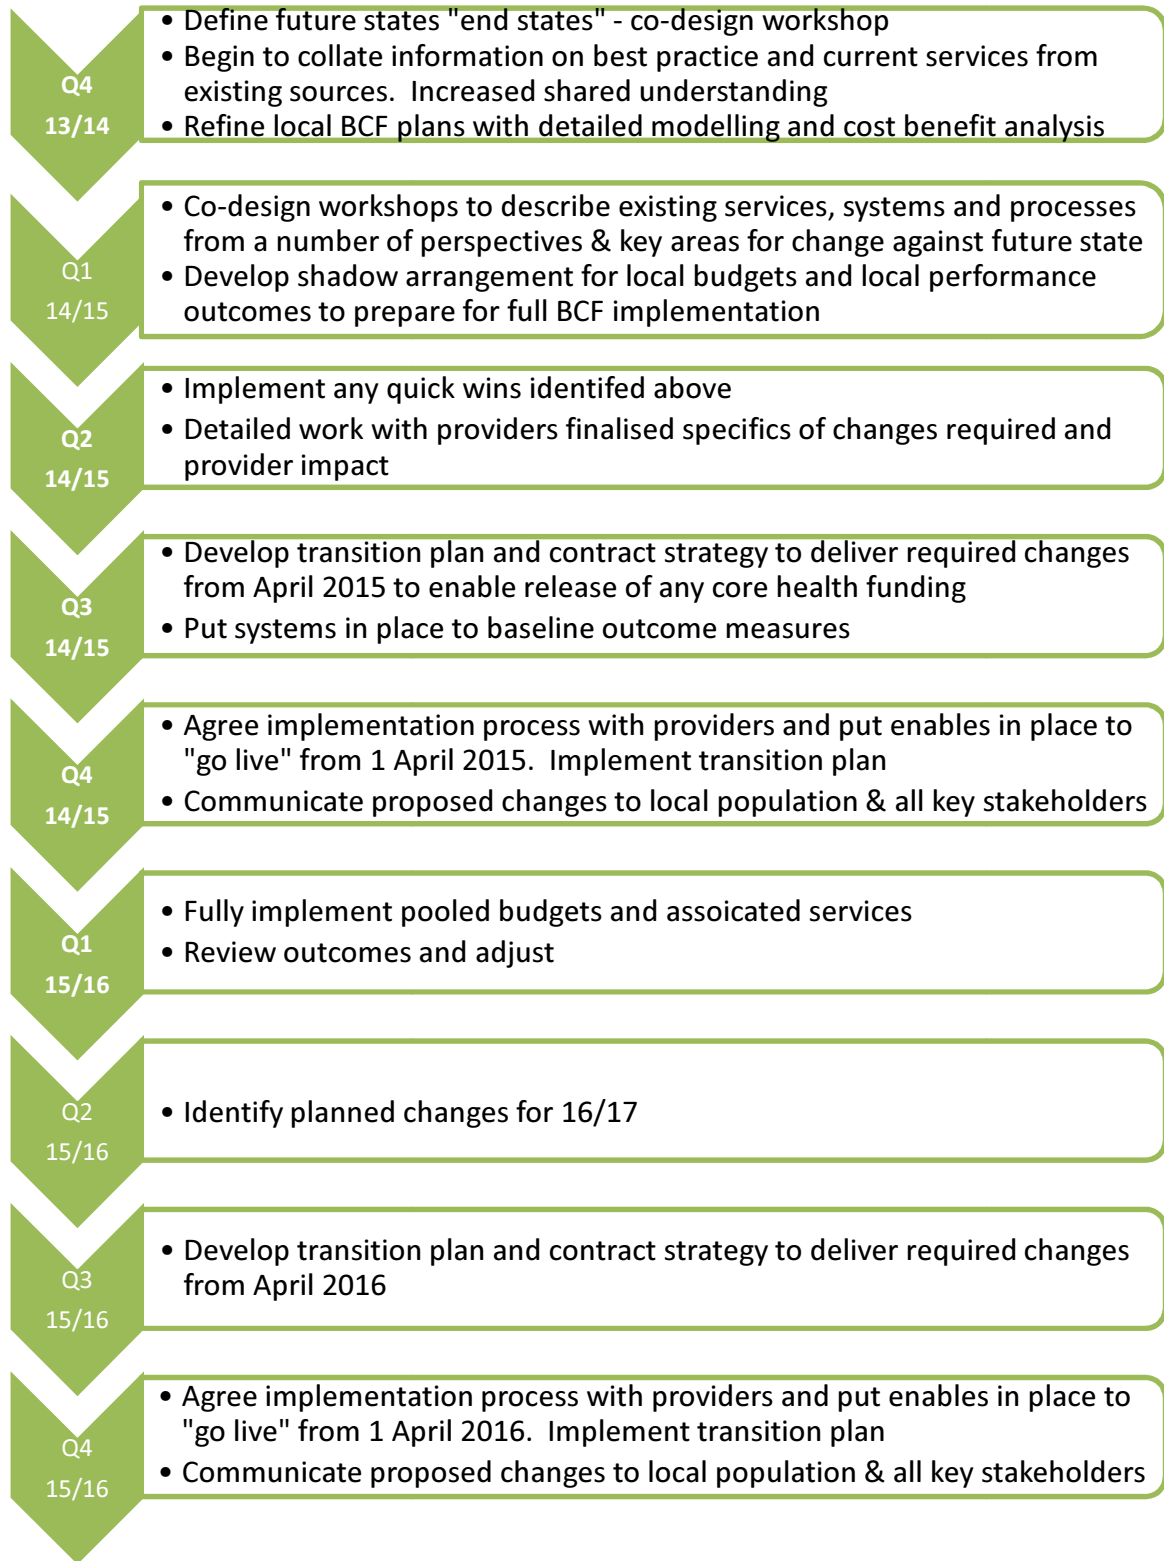 Q4
13/14
• Define future states "end states" - co-design workshop
• Begin to collate information on best practice and current services from
existing sources.  Increased shared understanding
• Refine local BCF plans with detailed modelling and cost benefit analysis
Q1
14/15
• Co-design workshops to describe existing services, systems and processes
from a number of perspectives & key areas for change against future state
• Develop shadow arrangement for local budgets and local performance
outcomes to prepare for full BCF implementation
Q2
14/15
• Implement any quick wins identifed above
• Detailed work with providers finalised specifics of changes required and
provider impact
Q3
14/15
• Develop transition plan and contract strategy to deliver required changes
from April 2015 to enable release of any core health funding
• Put systems in place to baseline outcome measures
Q4
14/15
• Agree implementation process with providers and put enables in place to
"go live" from 1 April 2015.  Implement transition plan
• Communicate proposed changes to local population & all key stakeholders
Q1
15/16
• Fully implement pooled budgets and assoicated services
• Review outcomes and adjust
Q2
15/16
• Identify planned changes for 16/17
Q3
15/16
• Develop transition plan and contract strategy to deliver required changes
from April 2016
Q4
15/16
• Agree implementation process with providers and put enables in place to
"go live" from 1 April 2016.  Implement transition plan
• Communicate proposed changes to local population & all key stakeholders